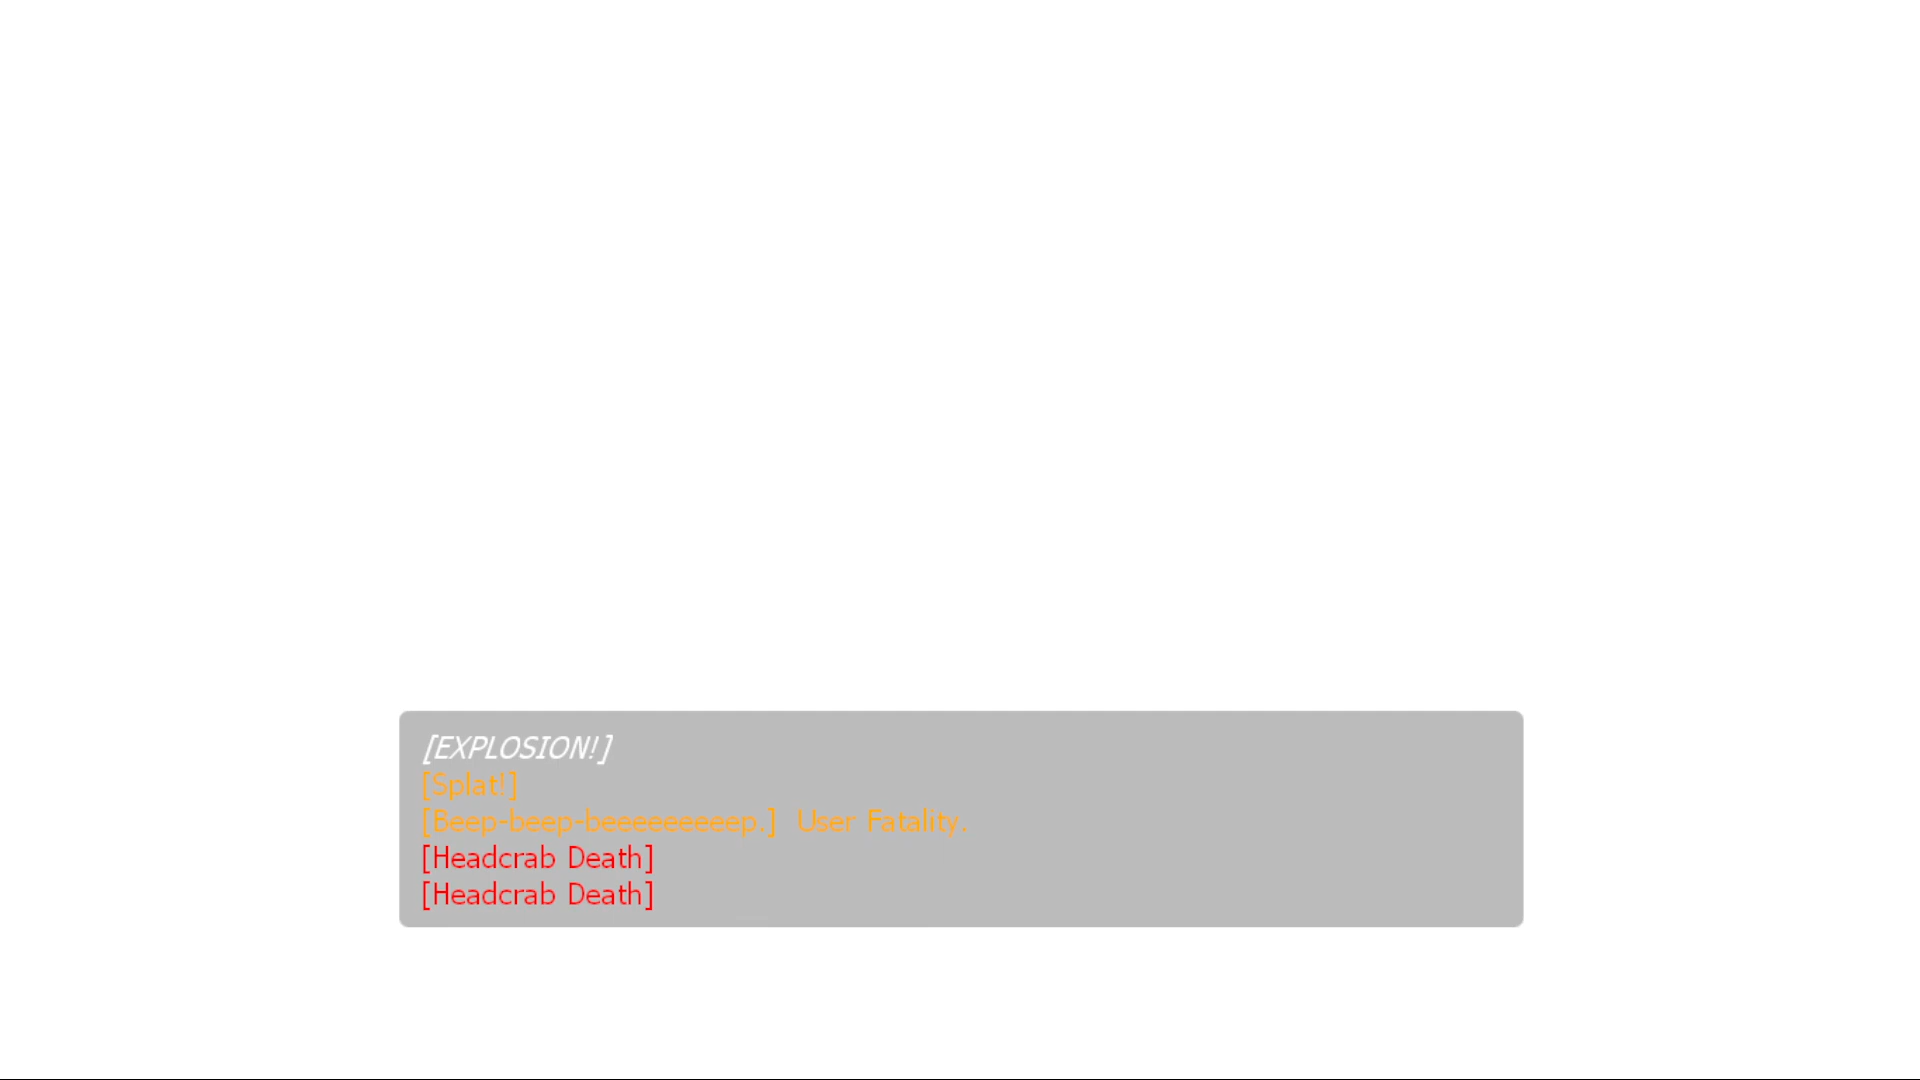 [EXPLOSION!]
[Splat!]
[Beep-beep-beeeeeeeeep.]  User Fatality.
[Headcrab Death]
[Headcrab Death]